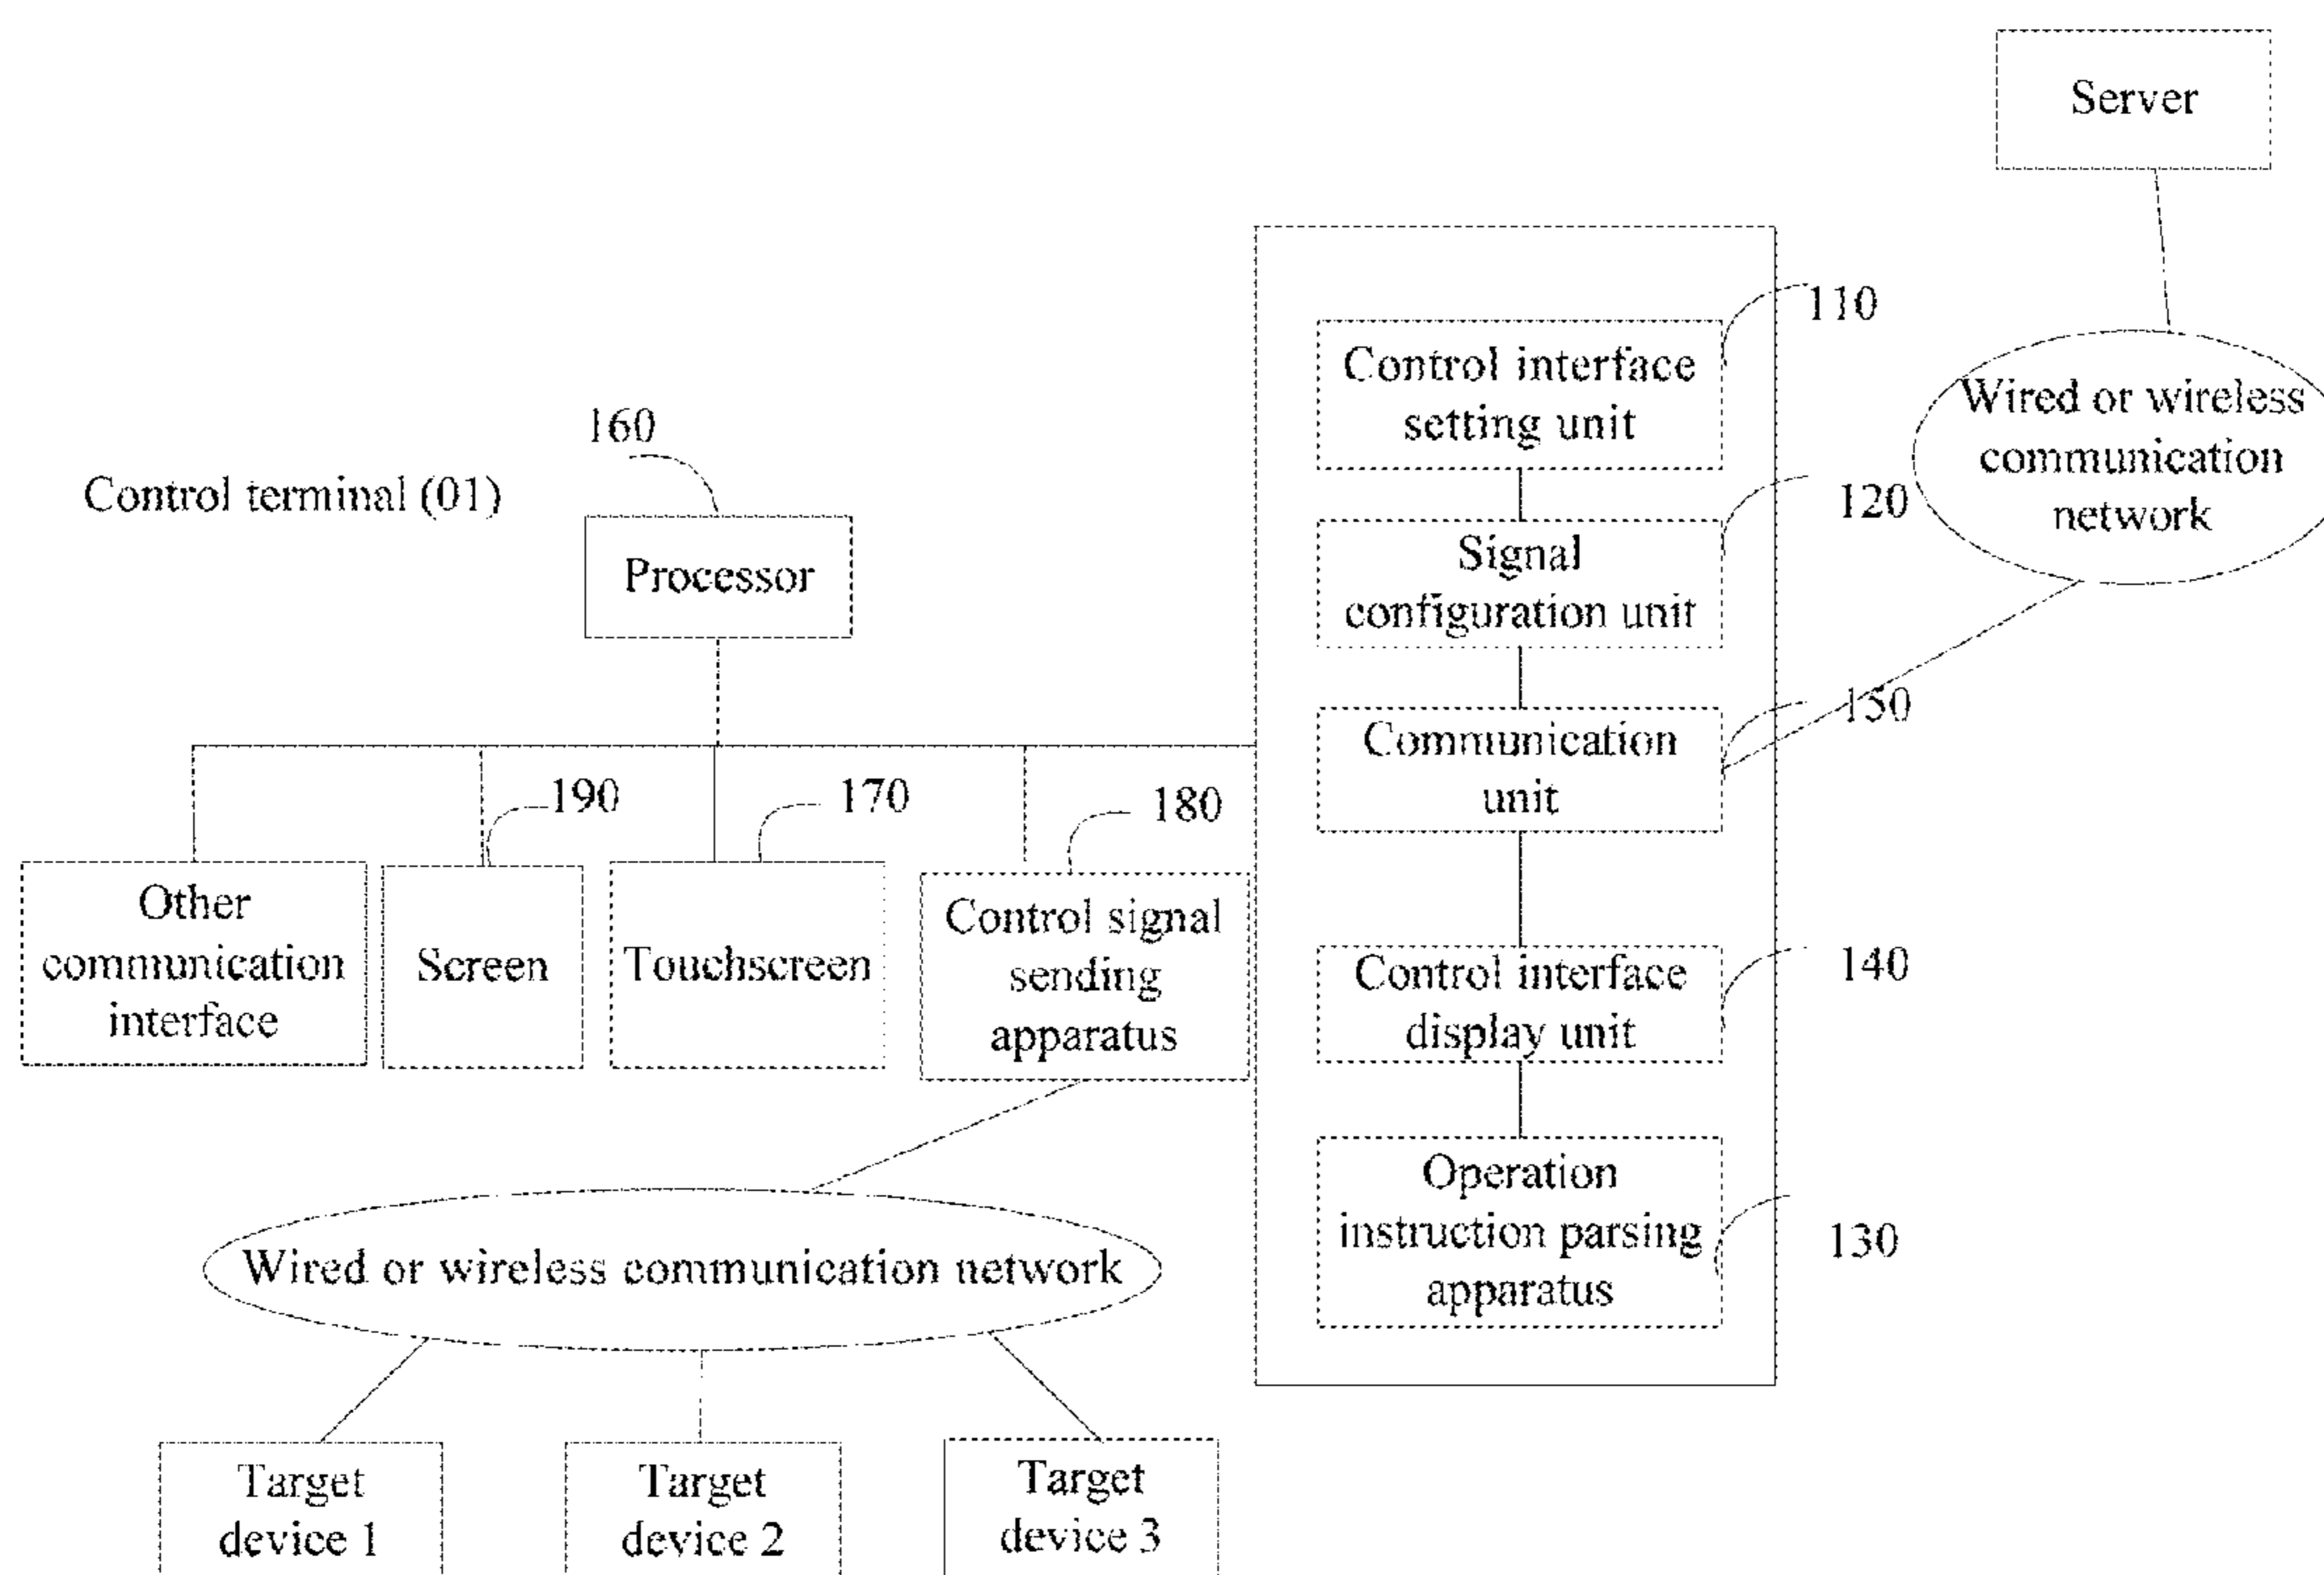 Server
110
Control interface
setting unit
Wired or wireless
communication
network
160
Control terminal (01)
120
Processor
Signal
configuration unit
150
Communication
unit
190
170
180
Other
communication
interface
Screen
Touchscreen
Control signal
sending
apparatus
140
Control interface
display unit
Operation
instruction parsing
apparatus
130
Wired or wireless communication network
Target
device 1
Target
device 2
Target
device 3